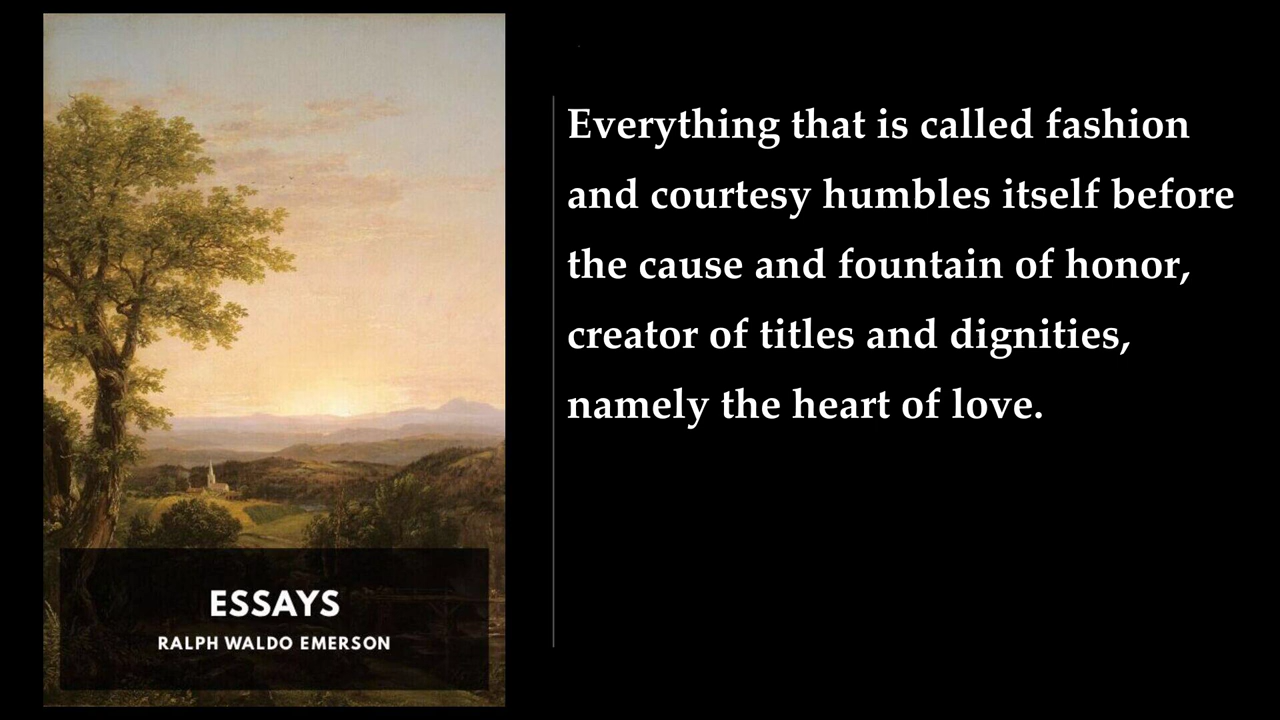 Everything that is called fashion
and courtesy humbles itself before
the cause and fountain of honor,
creator of titles and dignities,
namely the heart of love.
ESSAYS
RALPH WALDO EMERSON